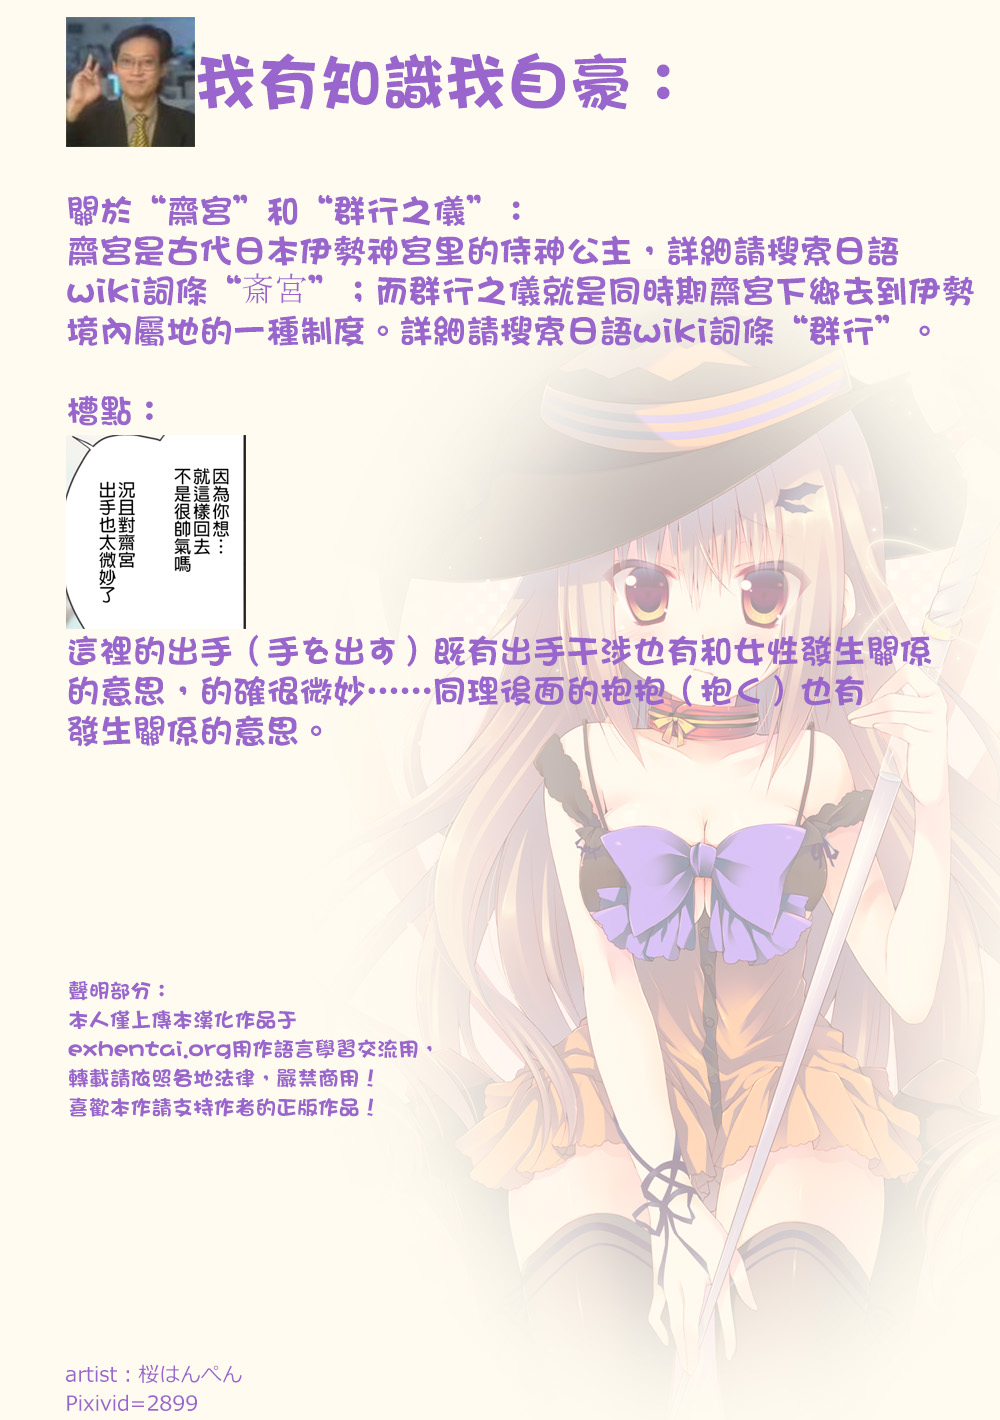 我有知識我自豪：
關於“齋宮”和“群行之儀”：
齋宮是古代日本伊勢神宮里的侍神公主，詳細請搜索日語
wiki詞條“斎宮”；而群行之儀就是同時期齋宮下鄉去到伊勢
境內屬地的一種制度。詳細請搜索日語wiki詞條“群行”。
槽點：
因為你想…
就這樣回去
不是很帥氣嗎
況且對齋宮
出手也太微妙了
這裡的出手（手を出す）既有出手干涉也有和女性發生關係
的意思，的確很微妙……同理後面的抱抱（抱く）也有
發生關係的意思。
聲明部分：
本人僅上傳本漢化作品于
exhentai.org用作語言學習交流用，
轉載請依照各地法律，嚴禁商用！
喜歡本作請支持作者的正版作品！
artist：桜はんぺん
Pixivid=2899